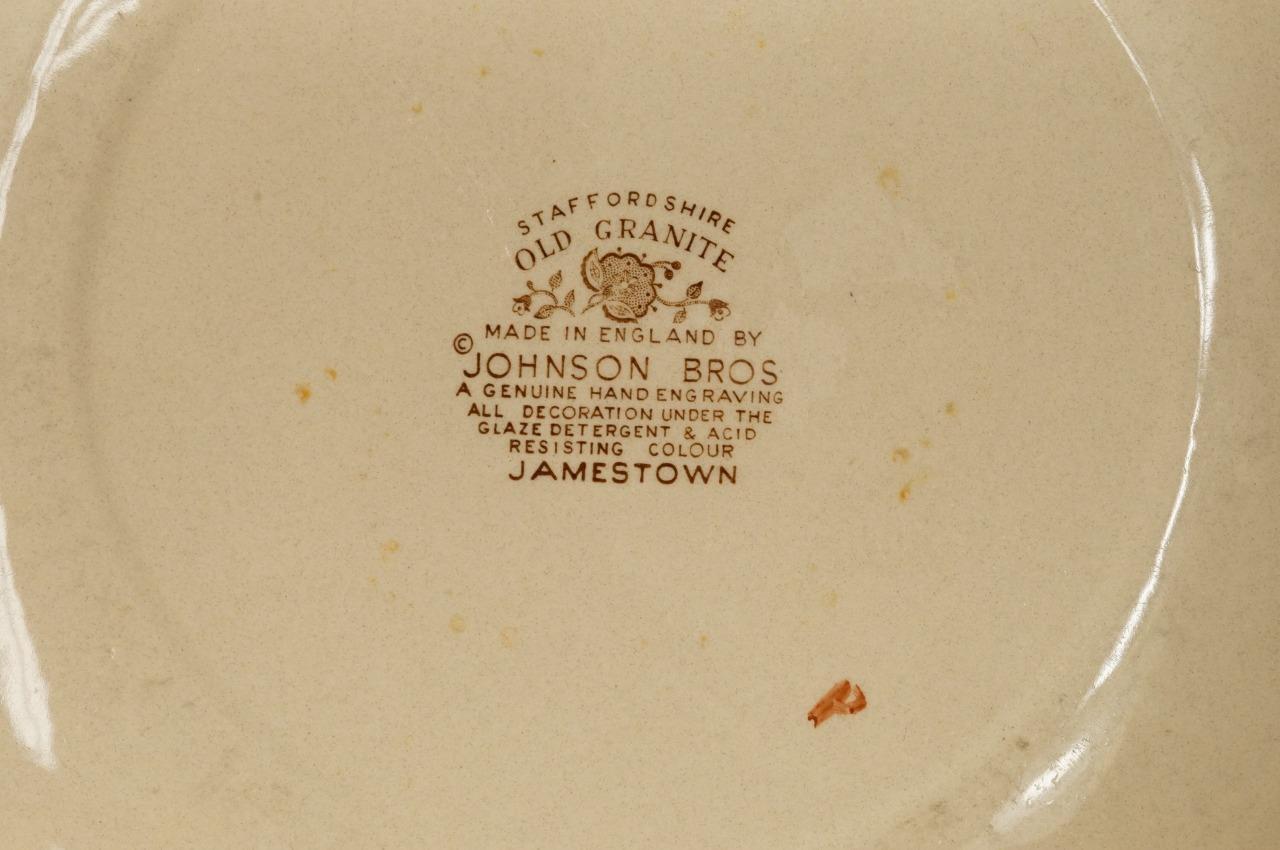 STAFFORDSHIRE
OLD GRANITE
MADE IN ENGLAND BY
© JOHNSON BROS
A GENUINE HAND ENGRAVING
ALL DECORATION UNDER THE
GLAZE DETERGENT & ACID
RESISTING COLOUR
JAMESTOWN